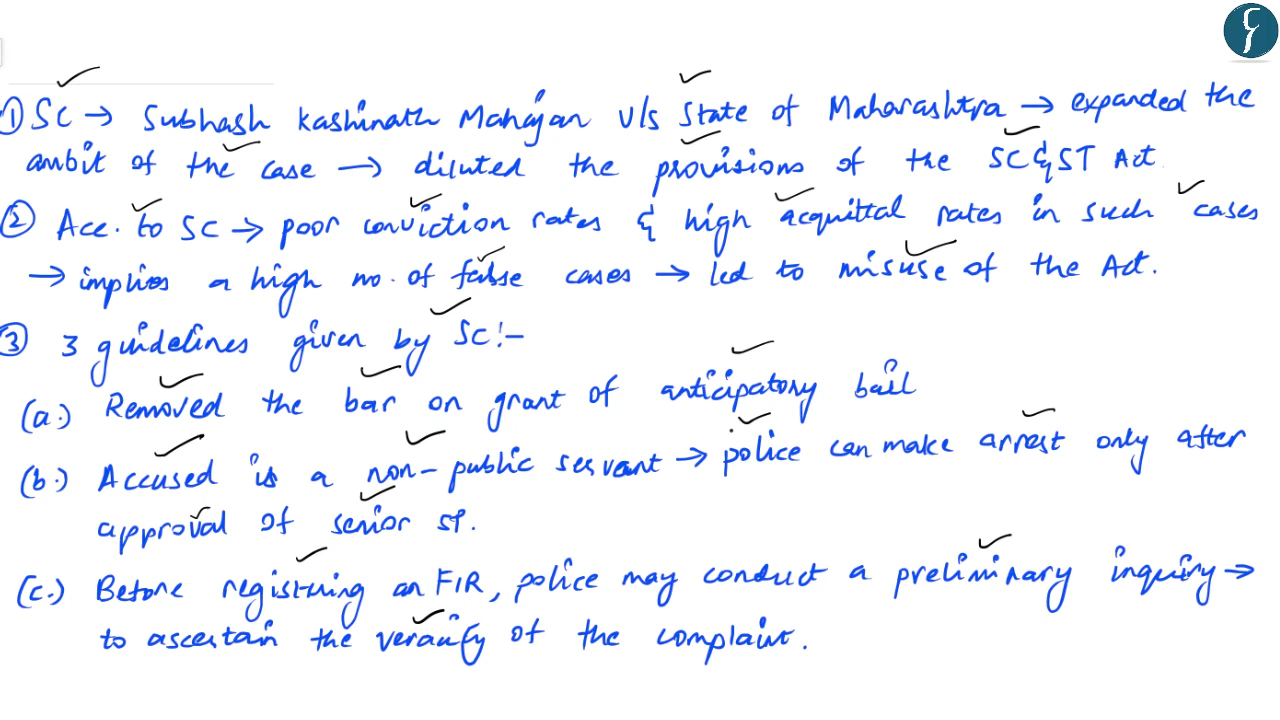 ① SC → Subhash Kashinath Mahajan v/s State of Maharashtra → expanded the
ambit of the case → diluted the provisions of the SC & ST Act
② Acc. to SC → poor conviction rates & high acquittal rates in such cases
→ implies a high no. of false cases → led to misuse of the Act.
③ 3 guidelines given by SC :-
(a.) Removed the bar on grant of anticipatory bail
(b.) Accused is a non-public servant → police can make arrest only after
approval of senior SP.
(c.) Before registring an FIR, police may conduct a preliminary inquiry →
to ascertain the veracity of the complaint.